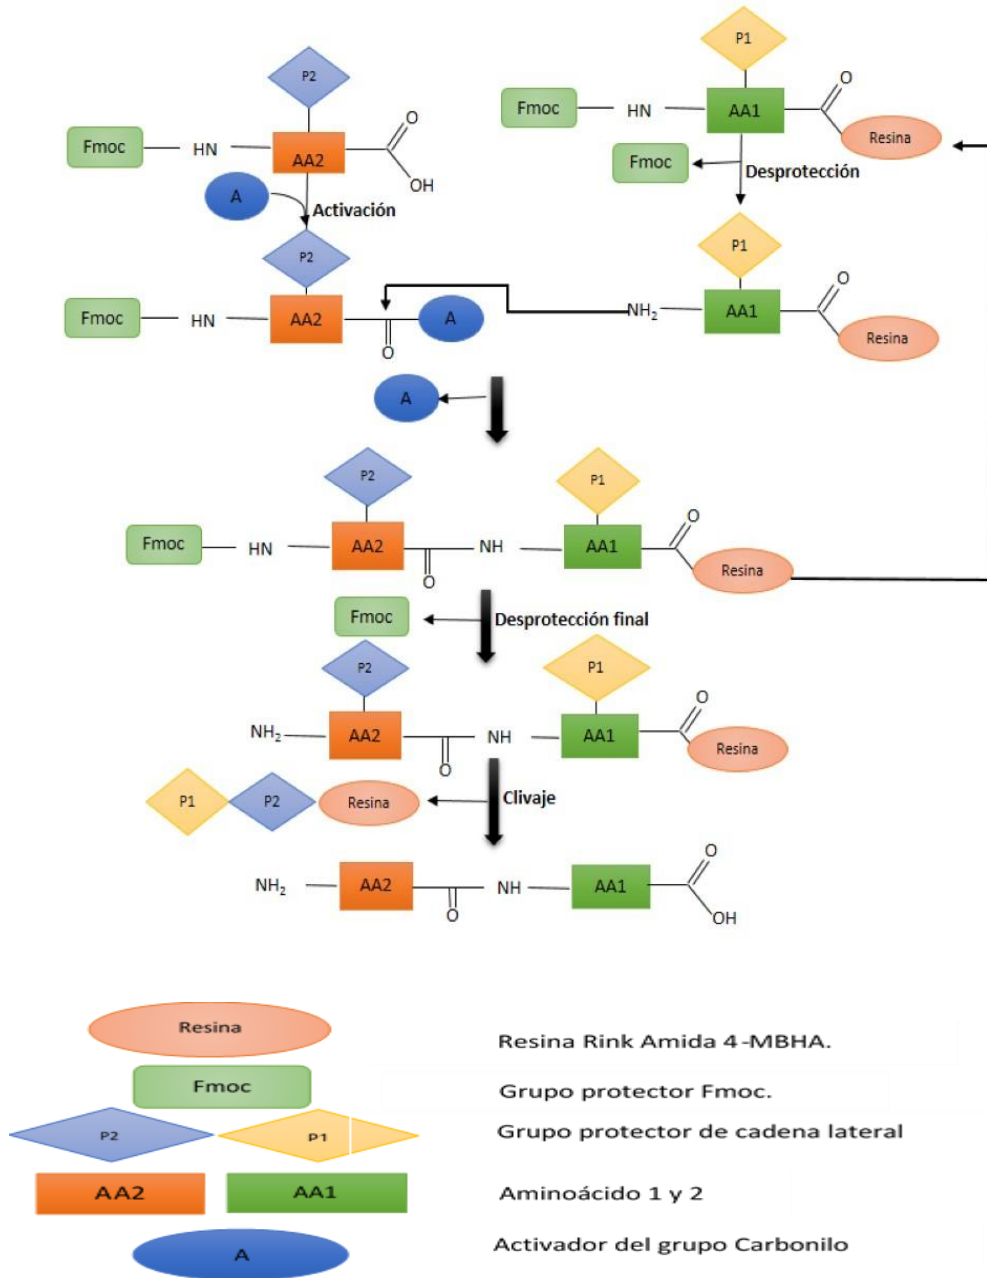 P2
P1
Fmoc
HN
AA2
O
OH
Fmoc
HN
AA1
O
Resina
A
Activación
Fmoc
Desprotección
P2
P1
Fmoc
HN
AA2
O
A
NH2
AA1
O
Resina
A
P2
P1
Fmoc
HN
AA2
O
NH
AA1
O
Resina
Fmoc
Desprotección final
P2
P1
NH2
AA2
O
NH
AA1
O
Resina
P1
P2
Resina
Clivaje
NH2
AA2
O
NH
AA1
O
OH
Resina
Resina Rink Amida 4-MBHA.
Fmoc
Grupo protector Fmoc.
P2
P1
Grupo protector de cadena lateral
AA2
AA1
Aminoácido 1 y 2
A
Activador del grupo Carbonilo